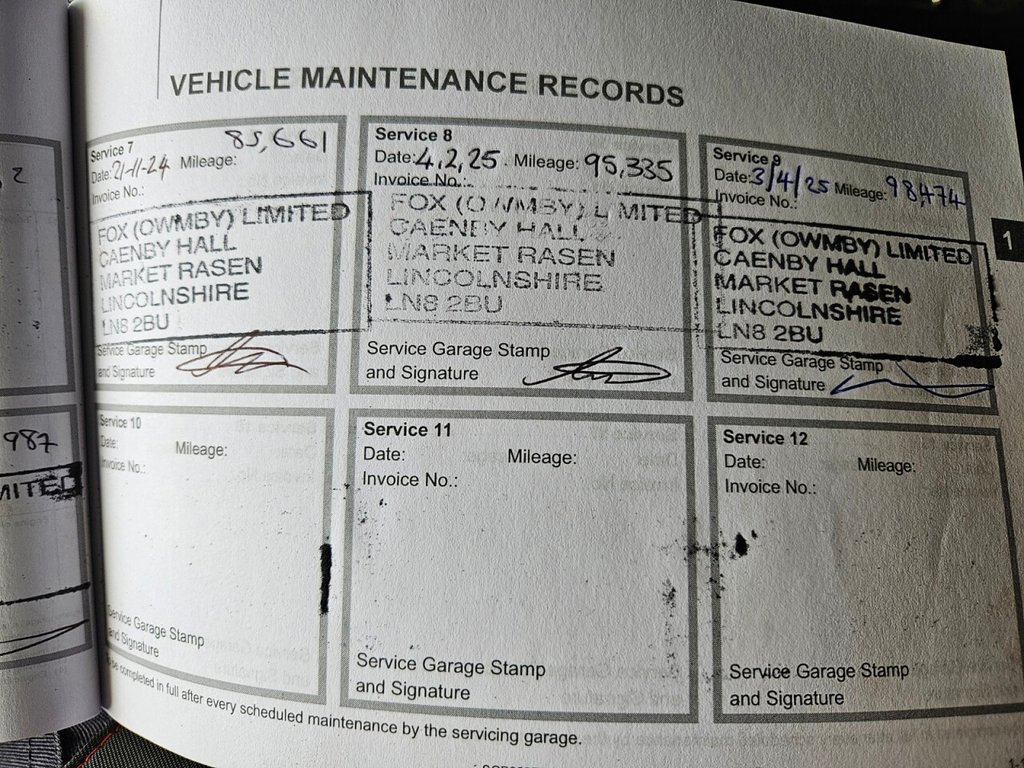 VEHICLE MAINTENANCE RECORDS
Service 7
Date: 21-11-24 Mileage: 85,661
Invoice No.:
FOX (OWMBY) LIMITED
CAENBY HALL
MARKET RASEN
LINCOLNSHIRE
LN8 2BU
Service Garage Stamp
and Signature
Service 8
Date: 4.2.25. Mileage: 95,335
Invoice No.:
FOX (OWMBY) LIMITED
CAENBY HALL
MARKET RASEN
LINCOLNSHIRE
LN8 2BU
Service Garage Stamp
and Signature
Service 9
Date: 3/4/25 Mileage: 98,474
Invoice No.:
FOX (OWMBY) LIMITED
CAENBY HALL
MARKET RASEN
LINCOLNSHIRE
LN8 2BU
Service Garage Stamp
and Signature
1
987
MITED
Service 10
Date: Mileage:
Invoice No.:
Service Garage Stamp
and Signature
Service 11
Date: Mileage:
Invoice No.:
Service Garage Stamp
and Signature
Service 12
Date: Mileage:
Invoice No.:
Service Garage Stamp
and Signature
be completed in full after every scheduled maintenance by the servicing garage.